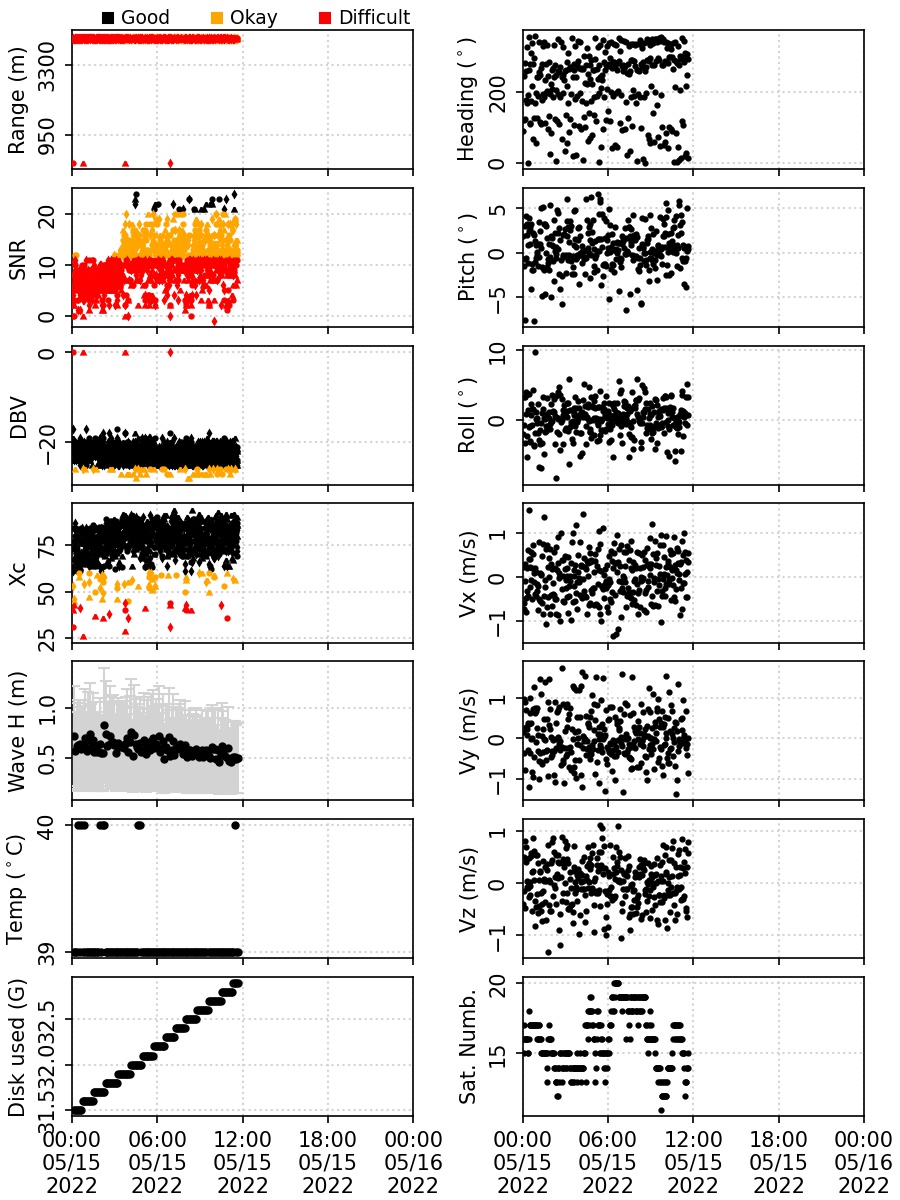 Good Okay Difficult
Range (m)
3300
950
Heading (°)
200
0
SNR
20
10
0
Pitch (°)
5
0
−5
DBV
0
−20
Roll (°)
10
0
Xc
75
50
25
Vx (m/s)
1
0
−1
Wave H (m)
1.0
0.5
Vy (m/s)
1
0
−1
Temp (°C)
40
39
Vz (m/s)
1
0
−1
Disk used (G)
32.5
32.0
31.5
Sat. Numb.
20
15
00:00 06:00 12:00 18:00 00:00
05/15 05/15 05/15 05/15 05/16
2022 2022 2022 2022 2022
00:00 06:00 12:00 18:00 00:00
05/15 05/15 05/15 05/15 05/16
2022 2022 2022 2022 2022